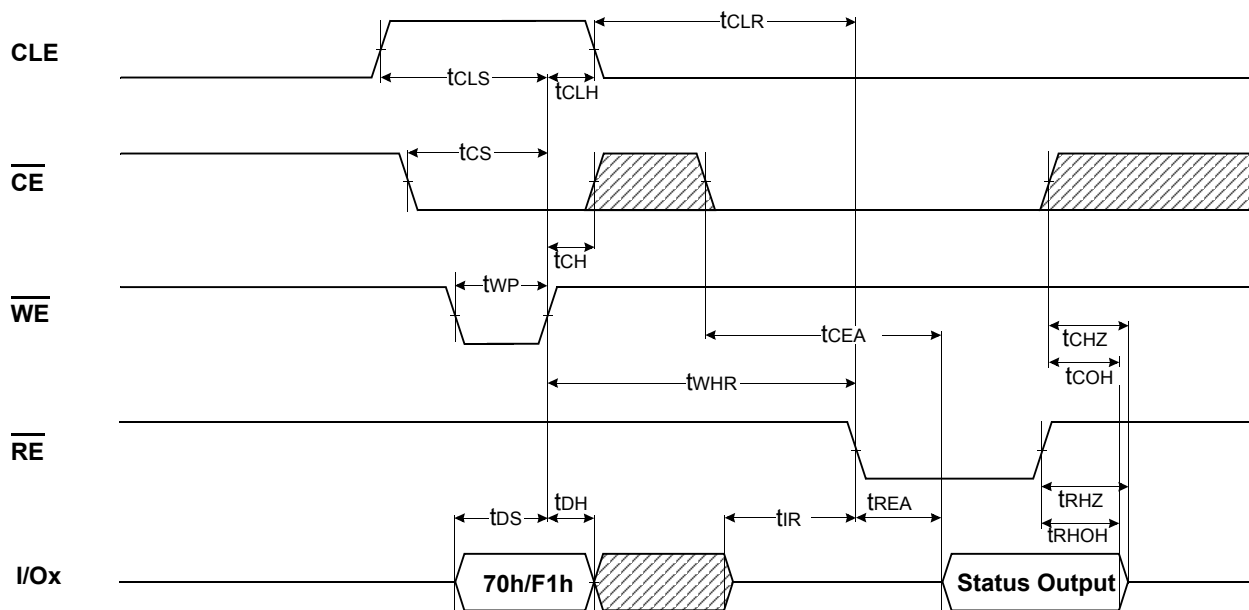 tCLR
CLE
tCLS
tCLH
tCS
CE
tCH
tWP
WE
tCEA
tCHZ
tCOH
tWHR
RE
tRHZ
tDH
tREA
tDS
tIR
tRHOH
I/Ox
70h/F1h
Status Output